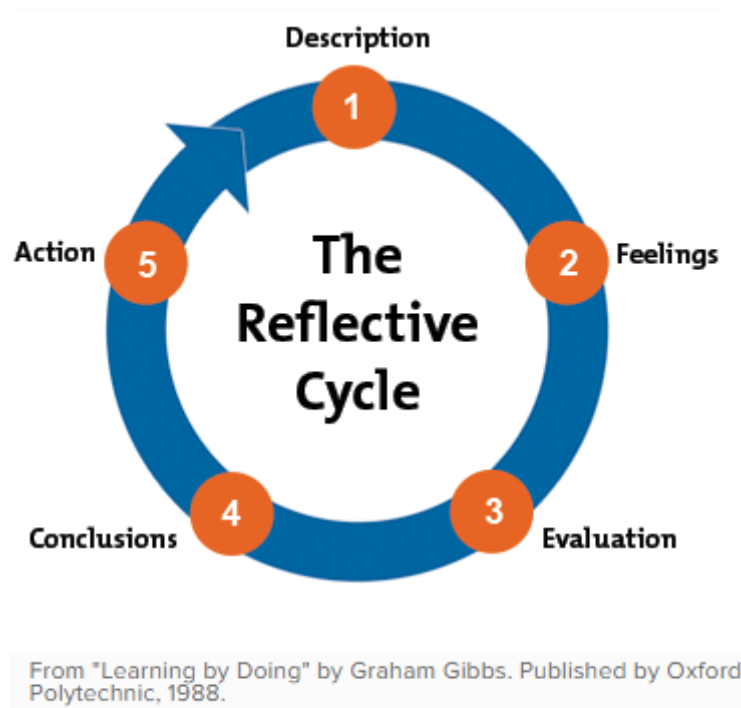 Description
1
Action
5
The
Reflective
Cycle
2
Feelings
4
Conclusions
3
Evaluation
From "Learning by Doing" by Graham Gibbs. Published by Oxford
Polytechnic, 1988.